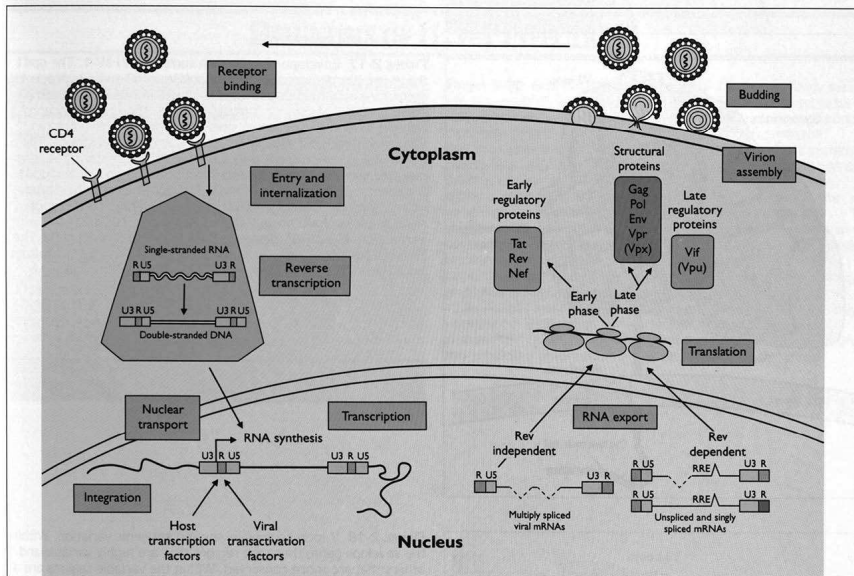 Receptor
binding
Budding
CD4
receptor
Cytoplasm
Structural
proteins
Virion
assembly
Entry and
internalization
Early
regulatory
proteins
Gag
Pol
Env
Vpr
(Vpx)
Late
regulatory
proteins
Tat
Rev
Nef
Vif
(Vpu)
Single-stranded RNA
R U5
U3 R
Reverse
transcription
U3 R U5
U3 R U5
Double-stranded DNA
Early
phase
Late
phase
Translation
Nuclear
transport
Transcription
RNA export
RNA synthesis
U3 R U5
U3 R U5
Integration
Host
transcription
factors
Viral
transactivation
factors
Rev
independent
R U5
U3 R
Multiply spliced
viral mRNAs
Rev
dependent
R U5
RRE
U3 R
R U5
RRE
U3 R
Unspliced and singly
spliced mRNAs
Nucleus